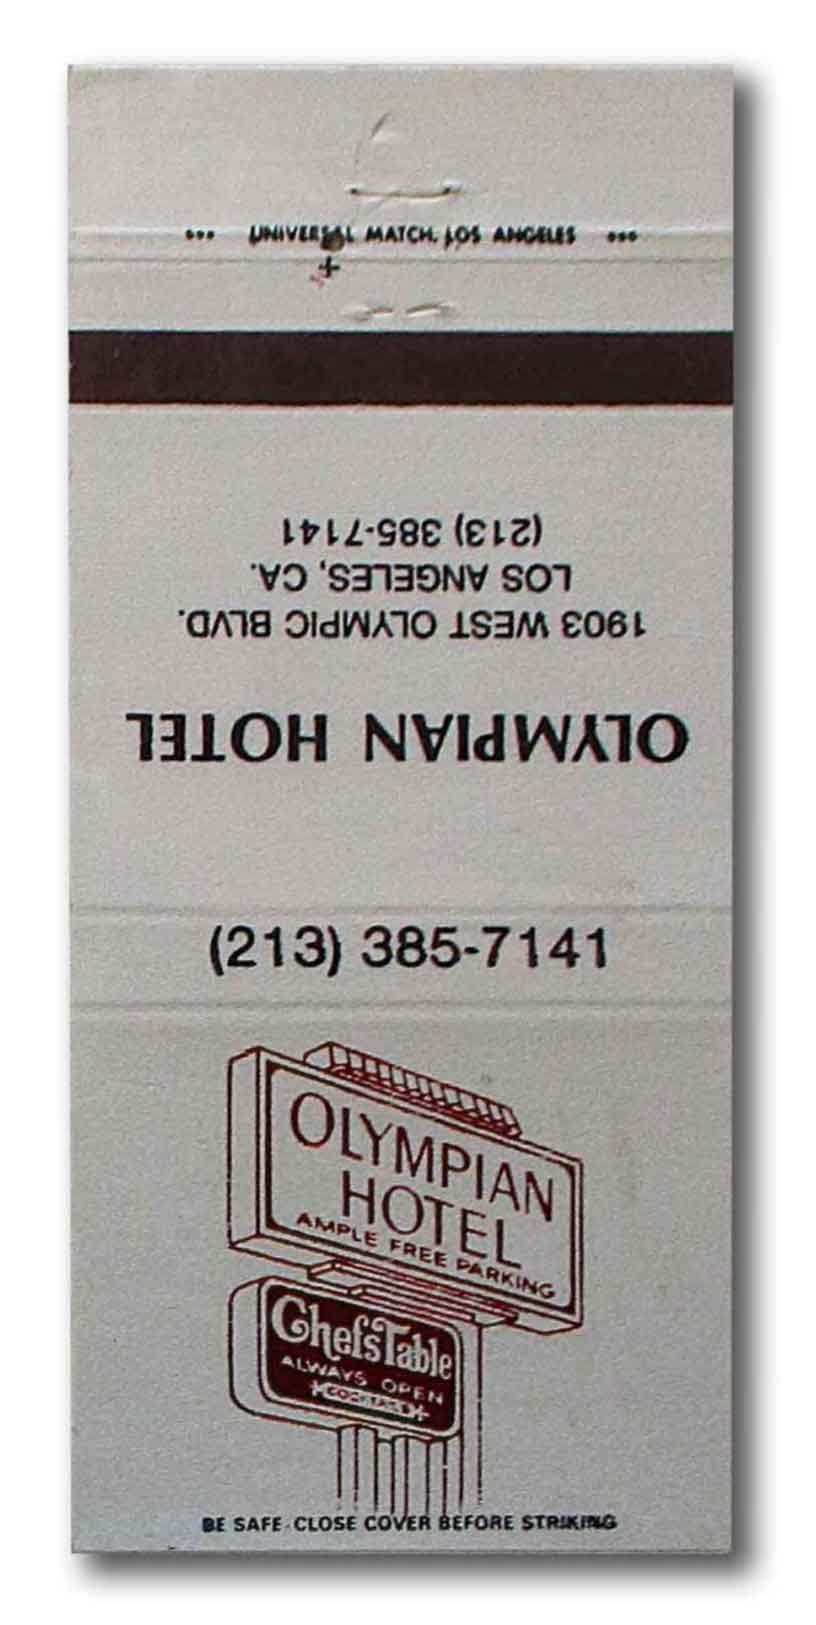 *** UNIVERSAL MATCH, LOS ANGELES ***
OLYMPIAN HOTEL
1903 WEST OLYMPIC BLVD.
LOS ANGELES, CA.
(213) 385-7141
(213) 385-7141
OLYMPIAN
HOTEL
AMPLE FREE PARKING
Chef's Table
ALWAYS OPEN
COCKTAILS
BE SAFE-CLOSE COVER BEFORE STRIKING